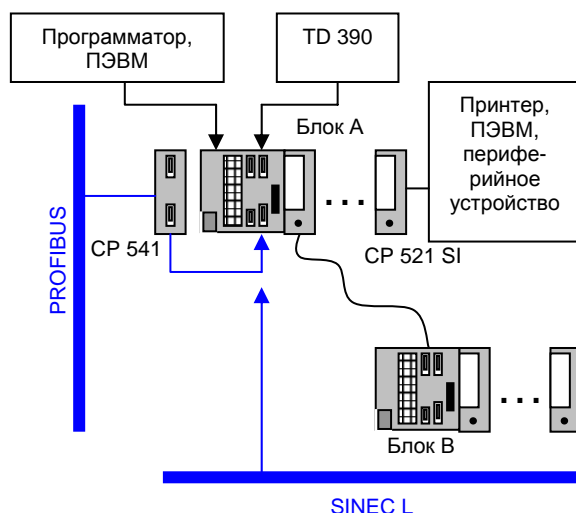 Программатор,
ПЭВМ
TD 390
Блок А
Принтер,
ПЭВМ,
перифе-
рийное
устройство
CP 541
CP 521 SI
PROFIBUS
Блок В
SINEC L